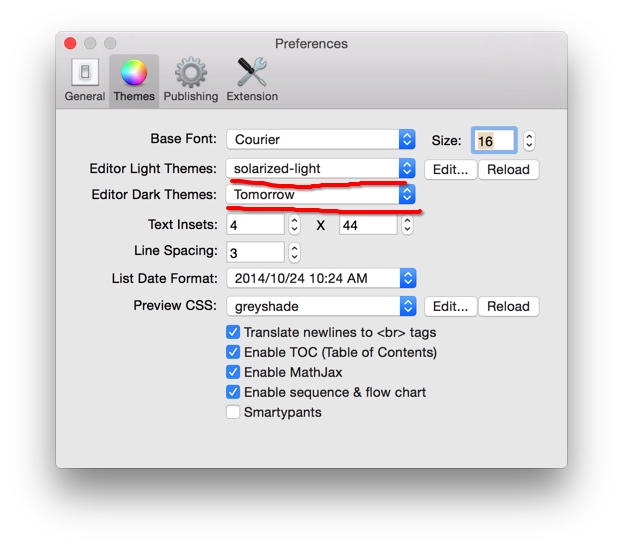 Preferences
General Themes Publishing Extension
Base Font: Courier Size: 16
Editor Light Themes: solarized-light Edit... Reload
Editor Dark Themes: Tomorrow
Text Insets: 4 X 44
Line Spacing: 3
List Date Format: 2014/10/24 10:24 AM
Preview CSS: greyshade Edit... Reload
Translate newlines to <br> tags
Enable TOC (Table of Contents)
Enable MathJax
Enable sequence & flow chart
Smartypants